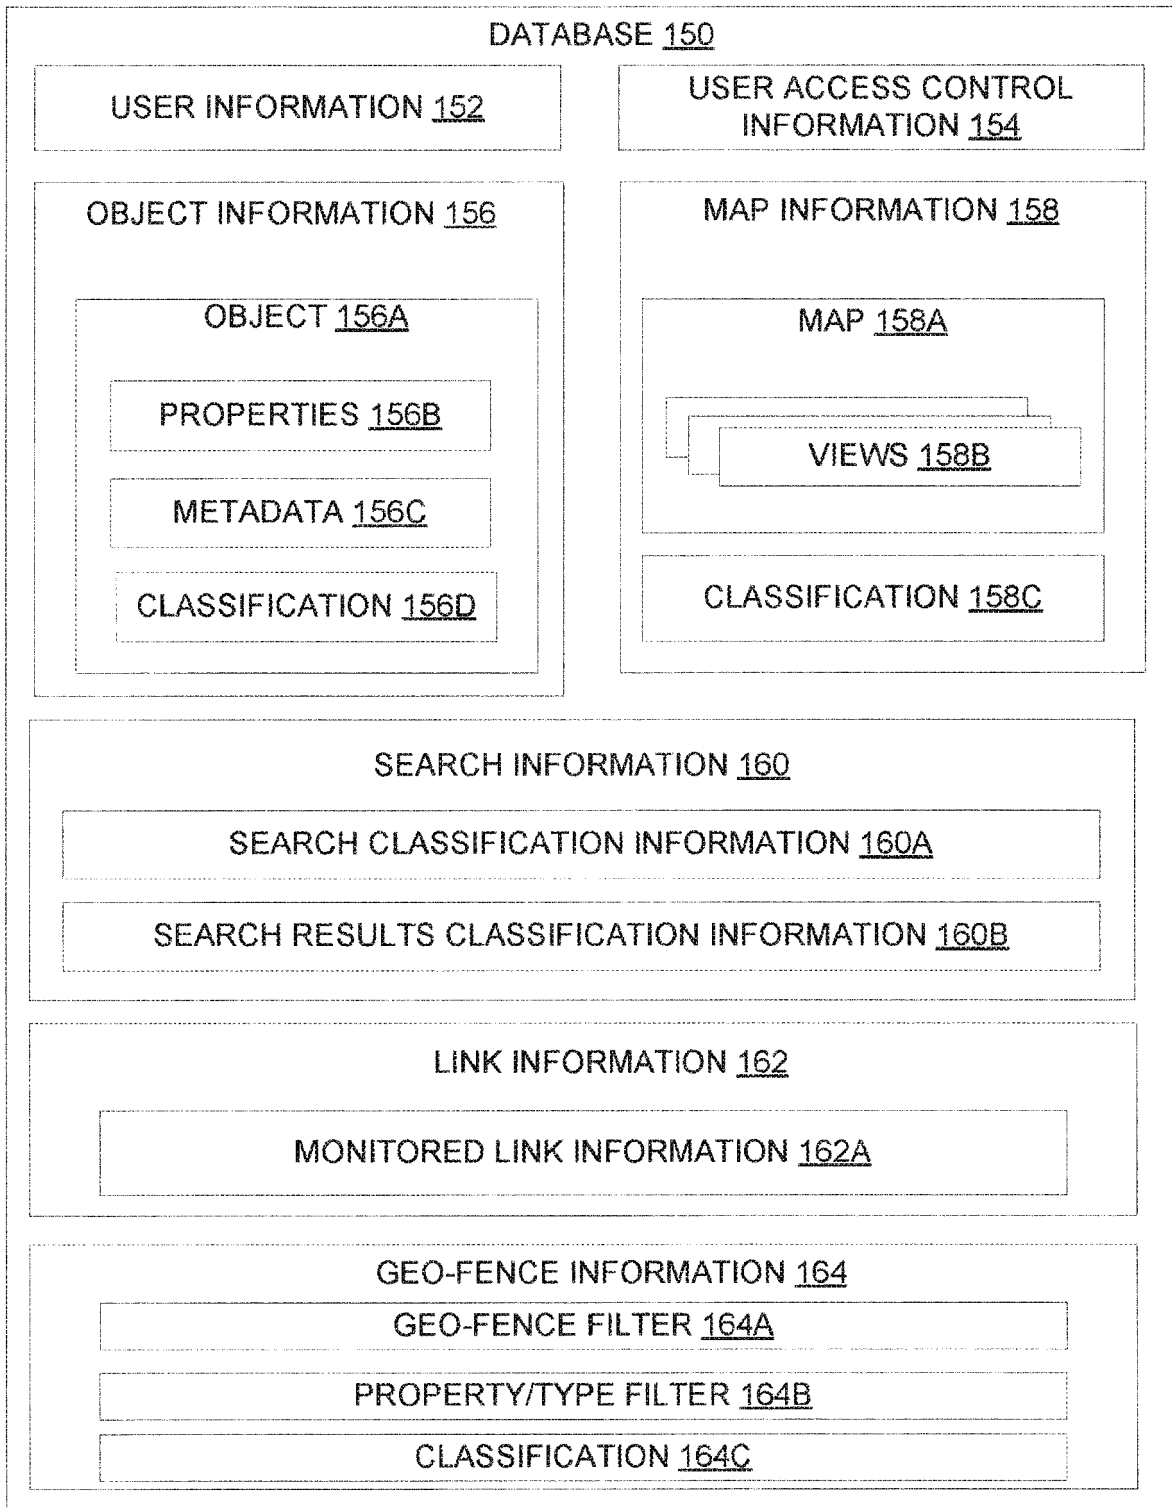 DATABASE 150
USER INFORMATION 152
USER ACCESS CONTROL
INFORMATION 154
OBJECT INFORMATION 156
OBJECT 156A
PROPERTIES 156B
METADATA 156C
CLASSIFICATION 156D
MAP INFORMATION 158
MAP 158A
VIEWS 158B
CLASSIFICATION 158C
SEARCH INFORMATION 160
SEARCH CLASSIFICATION INFORMATION 160A
SEARCH RESULTS CLASSIFICATION INFORMATION 160B
LINK INFORMATION 162
MONITORED LINK INFORMATION 162A
GEO-FENCE INFORMATION 164
GEO-FENCE FILTER 164A
PROPERTY/TYPE FILTER 164B
CLASSIFICATION 164C